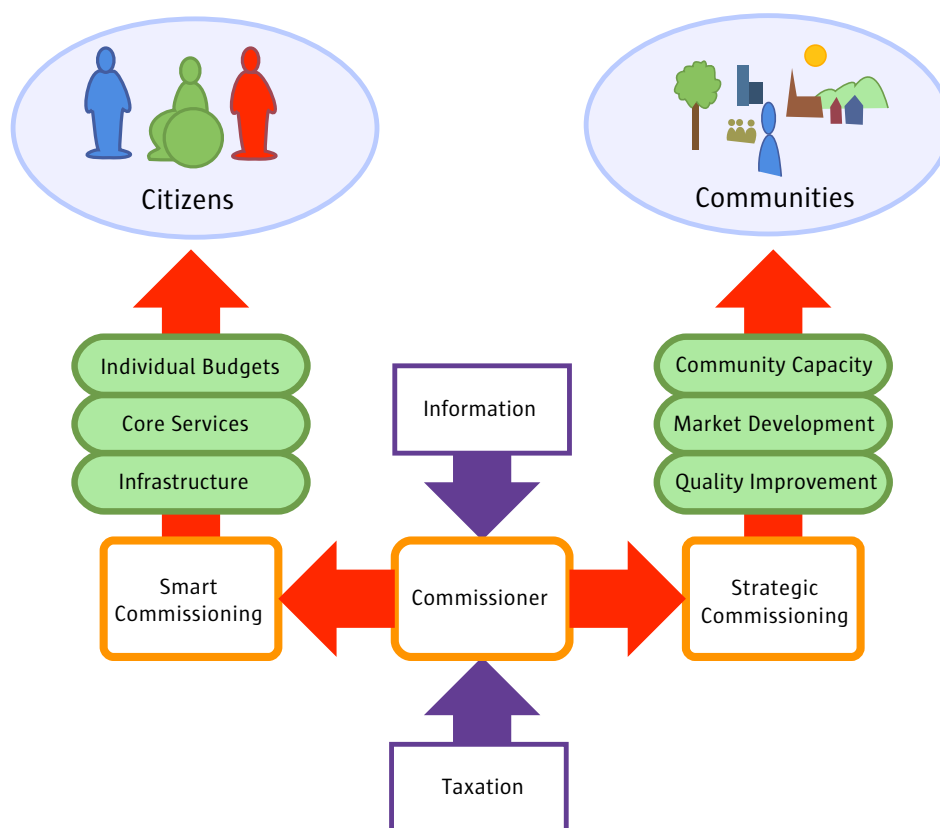 Citizens
Communities
Individual Budgets
Core Services
Infrastructure
Information
Community Capacity
Market Development
Quality Improvement
Smart
Commissioning
Commissioner
Strategic
Commissioning
Taxation